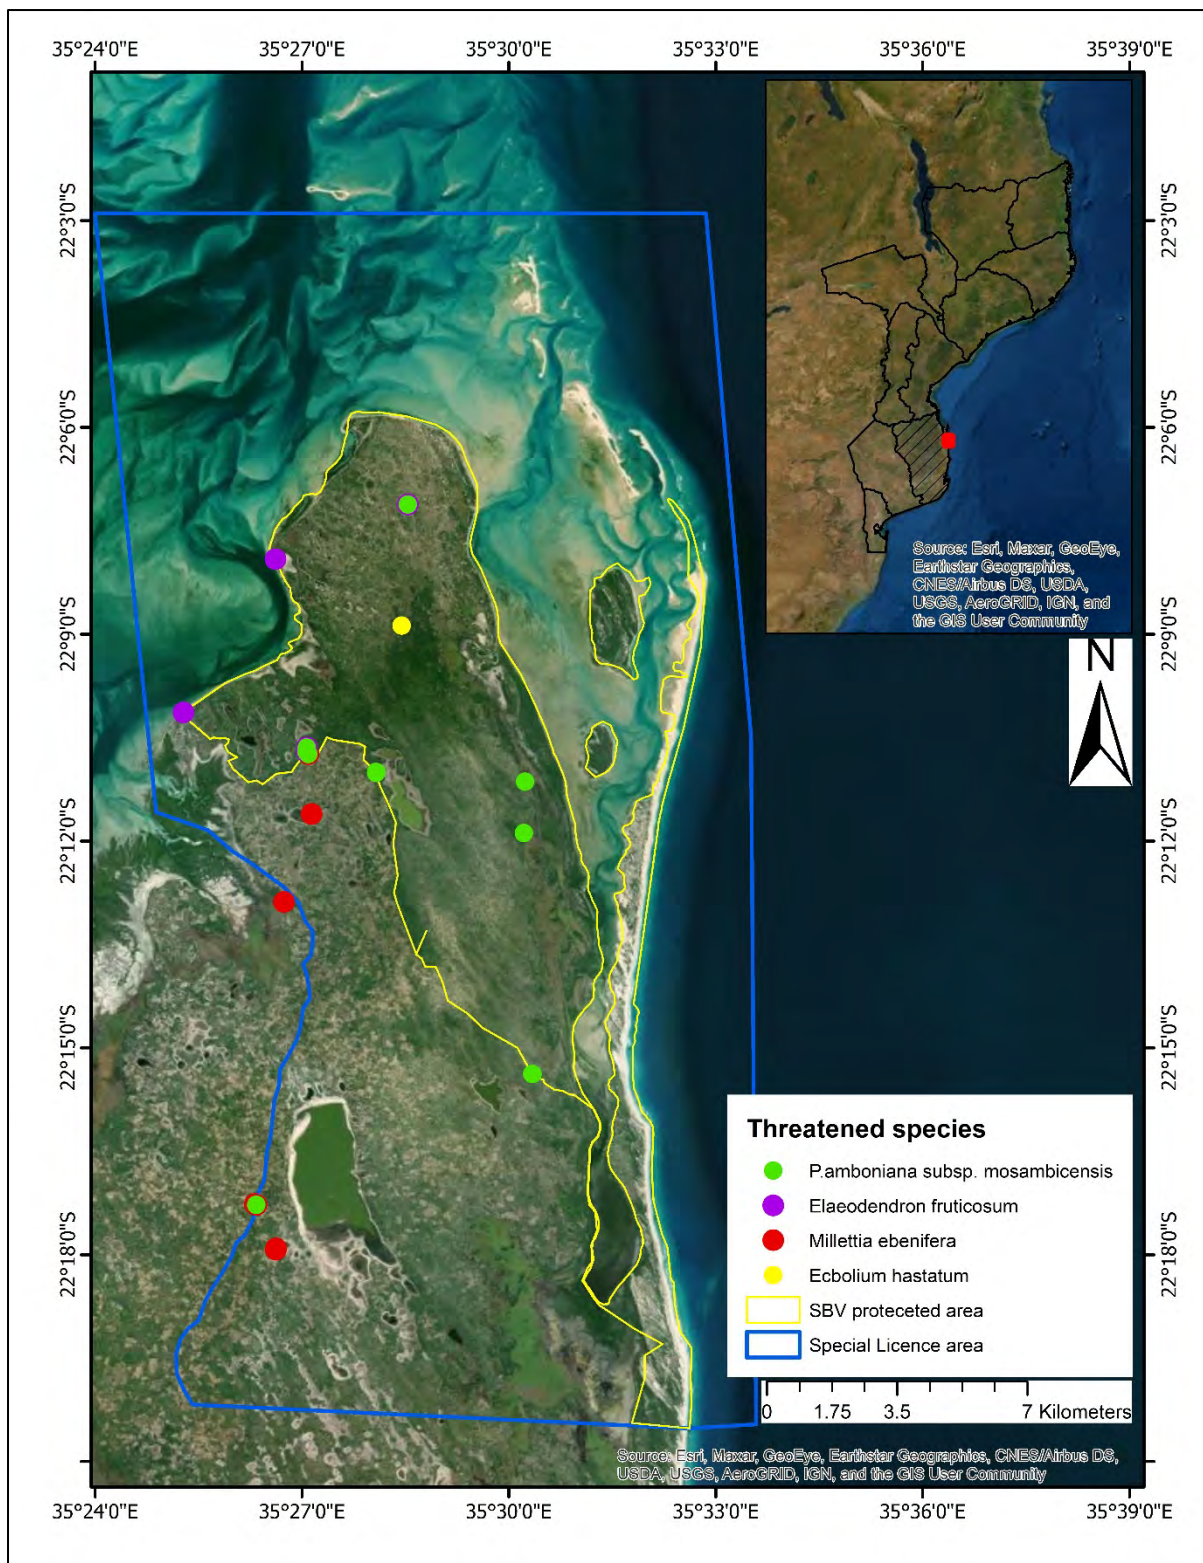 35°24'0"E 35°27'0"E 35°30'0"E 35°33'0"E 35°36'0"E 35°39'0"E
22°3'0"S
22°3'0"S
22°6'0"S
22°6'0"S
Source: Esri, Maxar, GeoEye,
Earthstar Geographics,
CNES/Airbus DS, USDA,
USGS, AeroGRID, IGN, and
the GIS User Community
22°9'0"S
22°9'0"S
N
22°12'0"S
22°12'0"S
22°15'0"S
22°15'0"S
Threatened species
P.amboniana subsp. mosambicensis
Elaeodendron fruticosum
Millettia ebenifera
Ecbolium hastatum
SBV proteceted area
Special Licence area
22°18'0"S
22°18'0"S
0 1.75 3.5 7 Kilometers
Source: Esri, Maxar, GeoEye, Earthstar Geographics, CNES/Airbus DS,
USDA, USGS, AeroGRID, IGN, and the GIS User Community
35°24'0"E 35°27'0"E 35°30'0"E 35°33'0"E 35°36'0"E 35°39'0"E